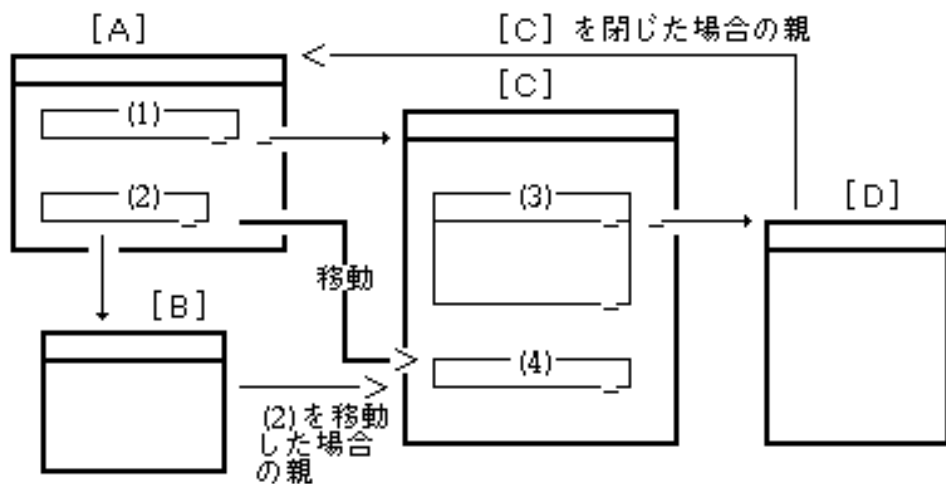 [A]
[C] を閉じた場合の親
[C]
(1)
(2)
(3)
[D]
移動
[B]
(4)
(2)を移動
した場合
の親